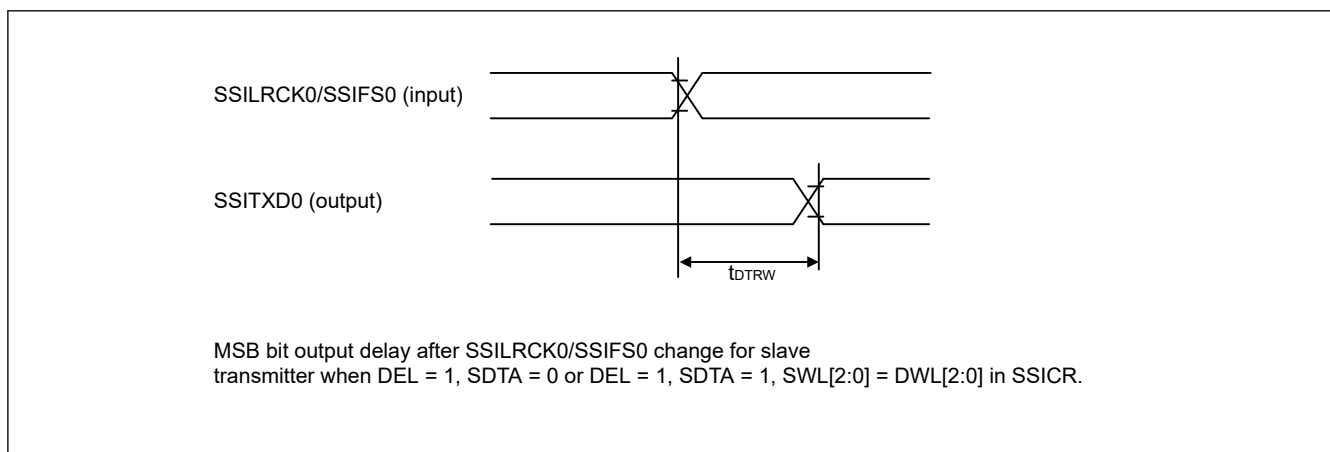 SSILRCK0/SSIFS0 (input)
SSITXD0 (output)
tDTRW
MSB bit output delay after SSILRCK0/SSIFS0 change for slave
transmitter when DEL = 1, SDTA = 0 or DEL = 1, SDTA = 1, SWL[2:0] = DWL[2:0] in SSICR.